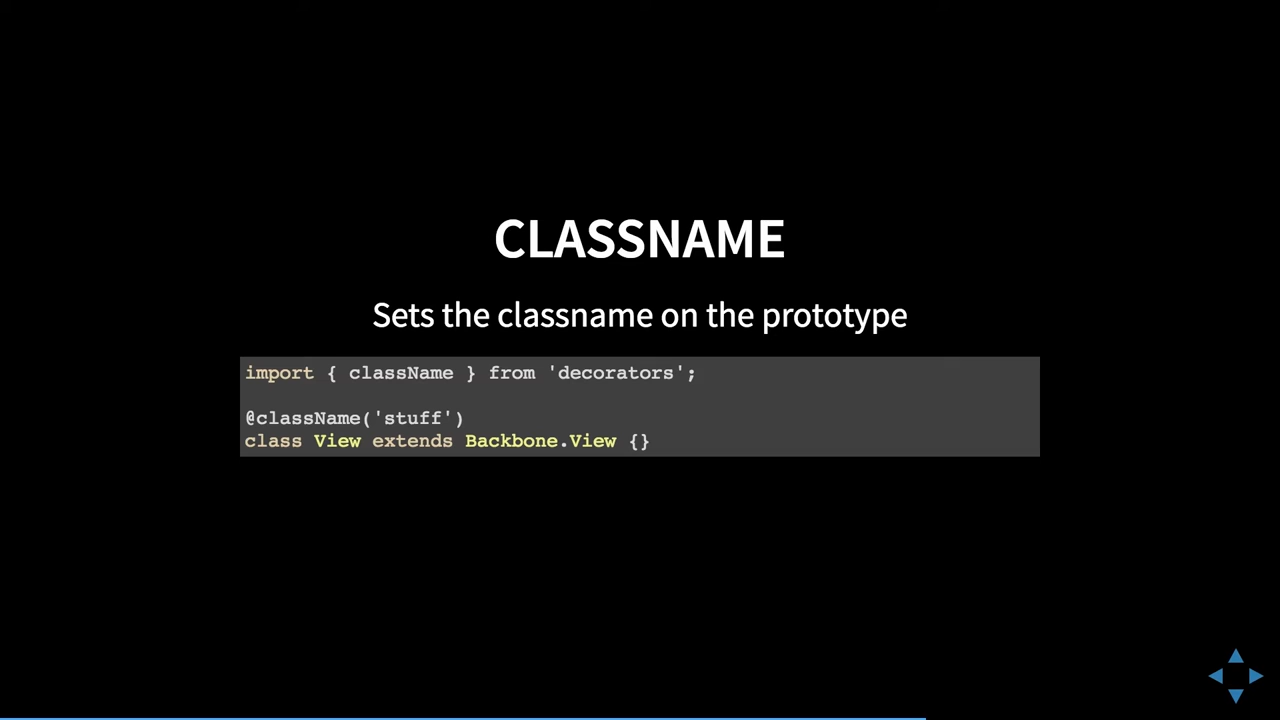 CLASSNAME
Sets the classname on the prototype
import { className } from 'decorators';
@className('stuff')
class View extends Backbone.View {}